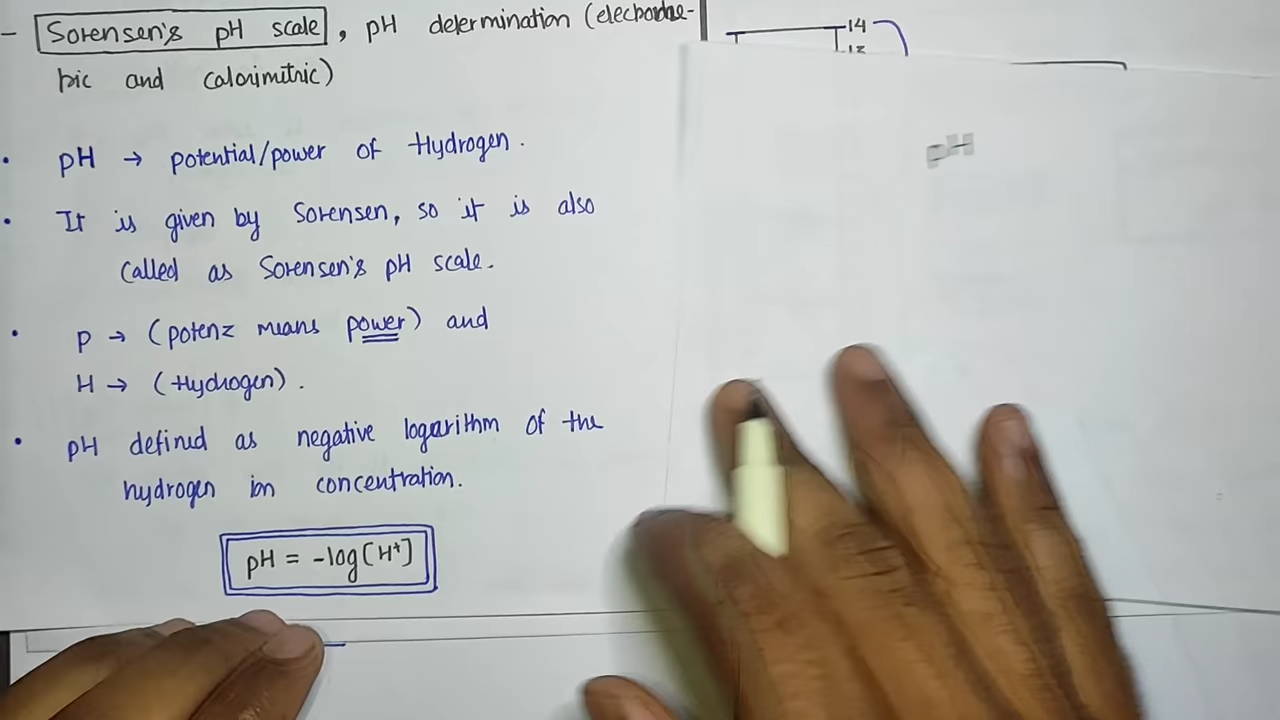 - Sorensen's pH scale, pH determination (electrome-
tric and calorimetric)
• pH → potential/power of Hydrogen.
• It is given by Sorensen, so it is also
called as Sorensen's pH scale.
• p → (potenz means power) and
H → (Hydrogen).
• pH defined as negative logarithm of the
hydrogen ion concentration.
pH = -log[H⁺]
14
13
pH